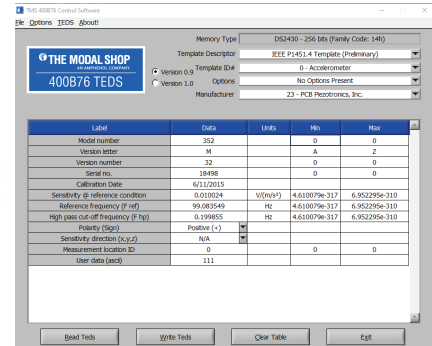 TMS 400B76 Control Software
File Options TEDS About!
Memory Type DS2430 - 256 bits (Family Code: 14h)
THE MODAL SHOP
AN AMPHENOL COMPANY
400B76 TEDS
Version 0.9
Version 1.0
Template Descriptor IEEE P1451.4 Template (Preliminary)
Template ID# 0 - Accelerometer
Options No Options Present
Manufacturer 23 - PCB Piezotronics, Inc.
Label Data Units Min Max
Model number 352 0 0
Version letter M A Z
Version number 32 0 0
Serial no. 18498 0 0
Calibration Date 6/11/2015
Sensitivity @ reference condition 0.010024 V/(m/s²) 4.610079e-317 6.952295e-310
Reference frequency (F ref) 99.083549 Hz 4.610079e-317 6.952295e-310
High pass cut-off frequency (F hp) 0.199855 Hz 4.610079e-317 6.952295e-310
Polarity (Sign) Positive (+)
Sensitivity direction (x,y,z) N/A
Measurement location ID 0 0 0
User data (ascii) 111
Read Teds Write Teds Clear Table Exit